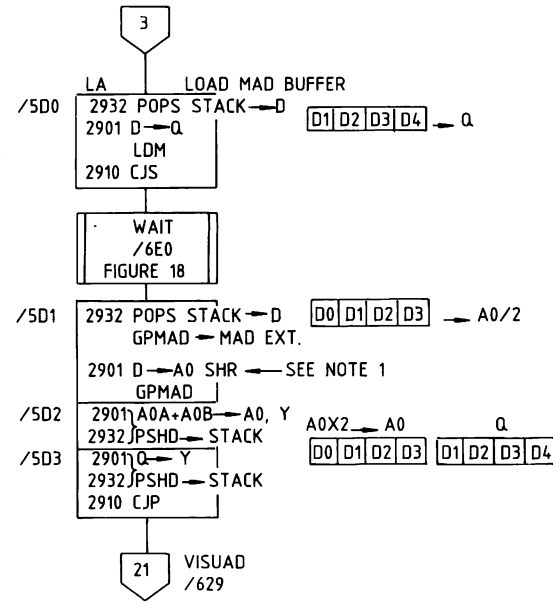 3
LA LOAD MAD BUFFER
/5D0 2932 POPS STACK → D
2901 D → Q D1 D2 D3 D4 → Q
LDM
2910 CJS
WAIT
/6E0
FIGURE 18
/5D1 2932 POPS STACK → D D0 D1 D2 D3 → A0/2
GPMAD → MAD EXT.
2901 D → A0 SHR ← SEE NOTE 1
GPMAD
/5D2 2901}A0A+A0B → A0, Y
2932}PSHD → STACK A0X2 → A0 Q
/5D3 2901}Q → Y D0 D1 D2 D3 D1 D2 D3 D4
2932}PSHD → STACK
2910 CJP
21 VISUAD
/629